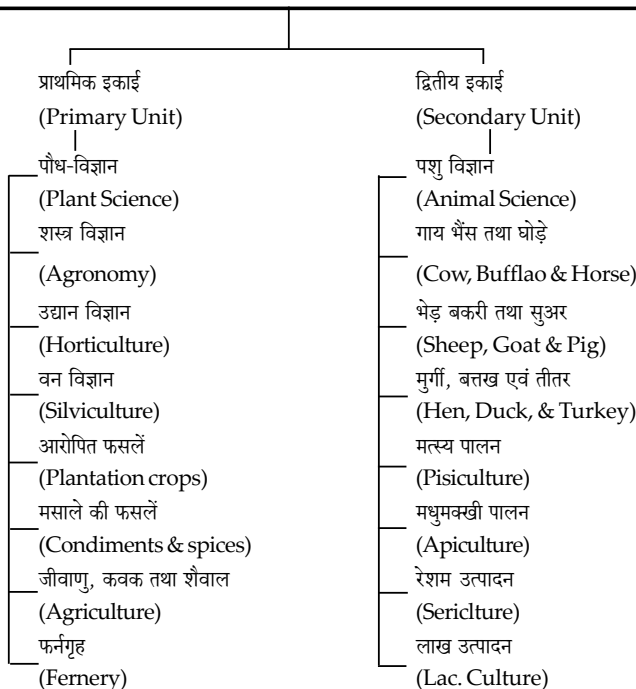 प्राथमिक इकाई
(Primary Unit)
पौध-विज्ञान
(Plant Science)
शस्त्र विज्ञान
(Agronomy)
उद्यान विज्ञान
(Horticulture)
वन विज्ञान
(Silviculture)
आरोपित फसलें
(Plantation crops)
मसाले की फसलें
(Condiments & spices)
जीवाणु, कवक तथा शैवाल
(Agriculture)
फर्नगृह
(Fernery)
द्वितीय इकाई
(Secondary Unit)
पशु विज्ञान
(Animal Science)
गाय भैंस तथा घोड़े
(Cow, Bufflao & Horse)
भेड़ बकरी तथा सुअर
(Sheep, Goat & Pig)
मुर्गी, बत्तख एवं तीतर
(Hen, Duck, & Turkey)
मत्स्य पालन
(Pisiculture)
मधुमक्खी पालन
(Apiculture)
रेशम उत्पादन
(Sericlture)
लाख उत्पादन
(Lac. Culture)